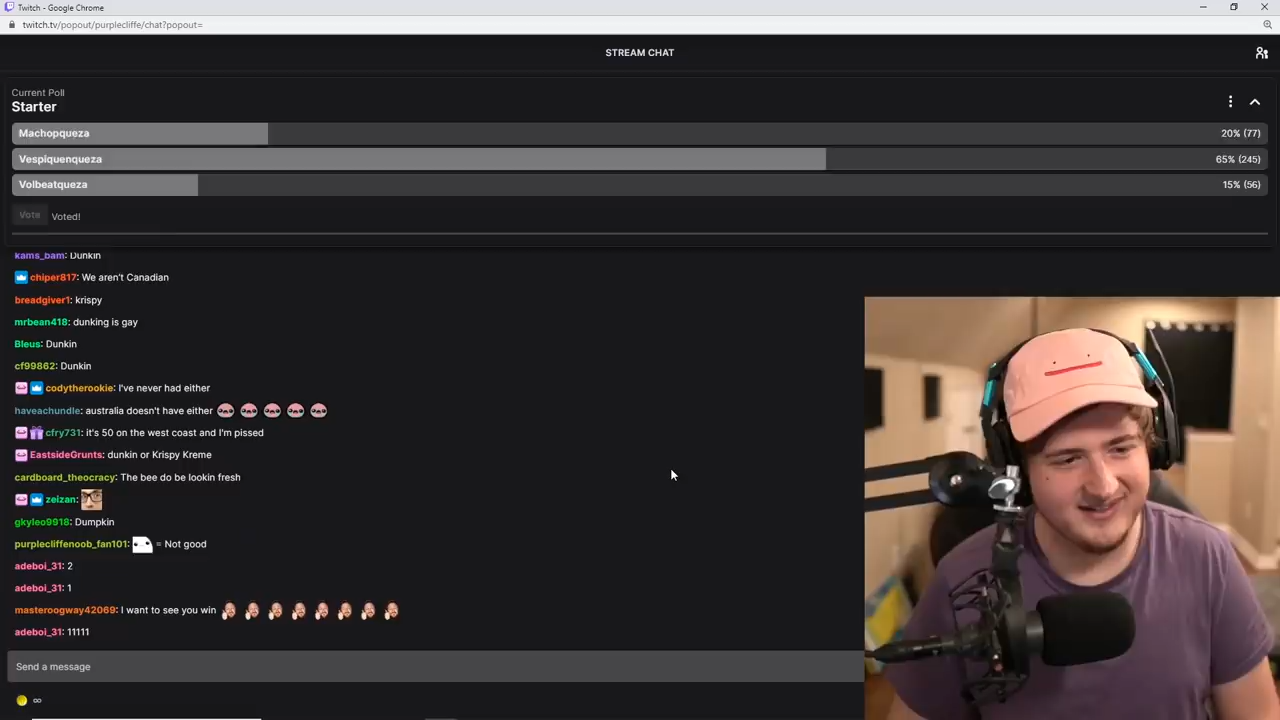 Twitch - Google Chrome
twitch.tv/popout/purplecliffe/chat?popout=
STREAM CHAT
Current Poll
Starter
Machopqueza 20% (77)
Vespiquenqueza 65% (245)
Volbeatqueza 15% (56)
Vote Voted!
kams_bam: Dunkin
chiper817: We aren't Canadian
breadgiver1: krispy
mrbean418: dunking is gay
Bleus: Dunkin
cf99862: Dunkin
codytherookie: I've never had either
haveachundle: australia doesn't have either
cfry731: it's 50 on the west coast and I'm pissed
EastsideGrunts: dunkin or Krispy Kreme
cardboard_theocracy: The bee do be lookin fresh
zeizan:
gkyleo9918: Dumpkin
purplecliffenoob_fan101: = Not good
adeboi_31: 2
adeboi_31: 1
masteroogway42069: I want to see you win
adeboi_31: 11111
Send a message
∞